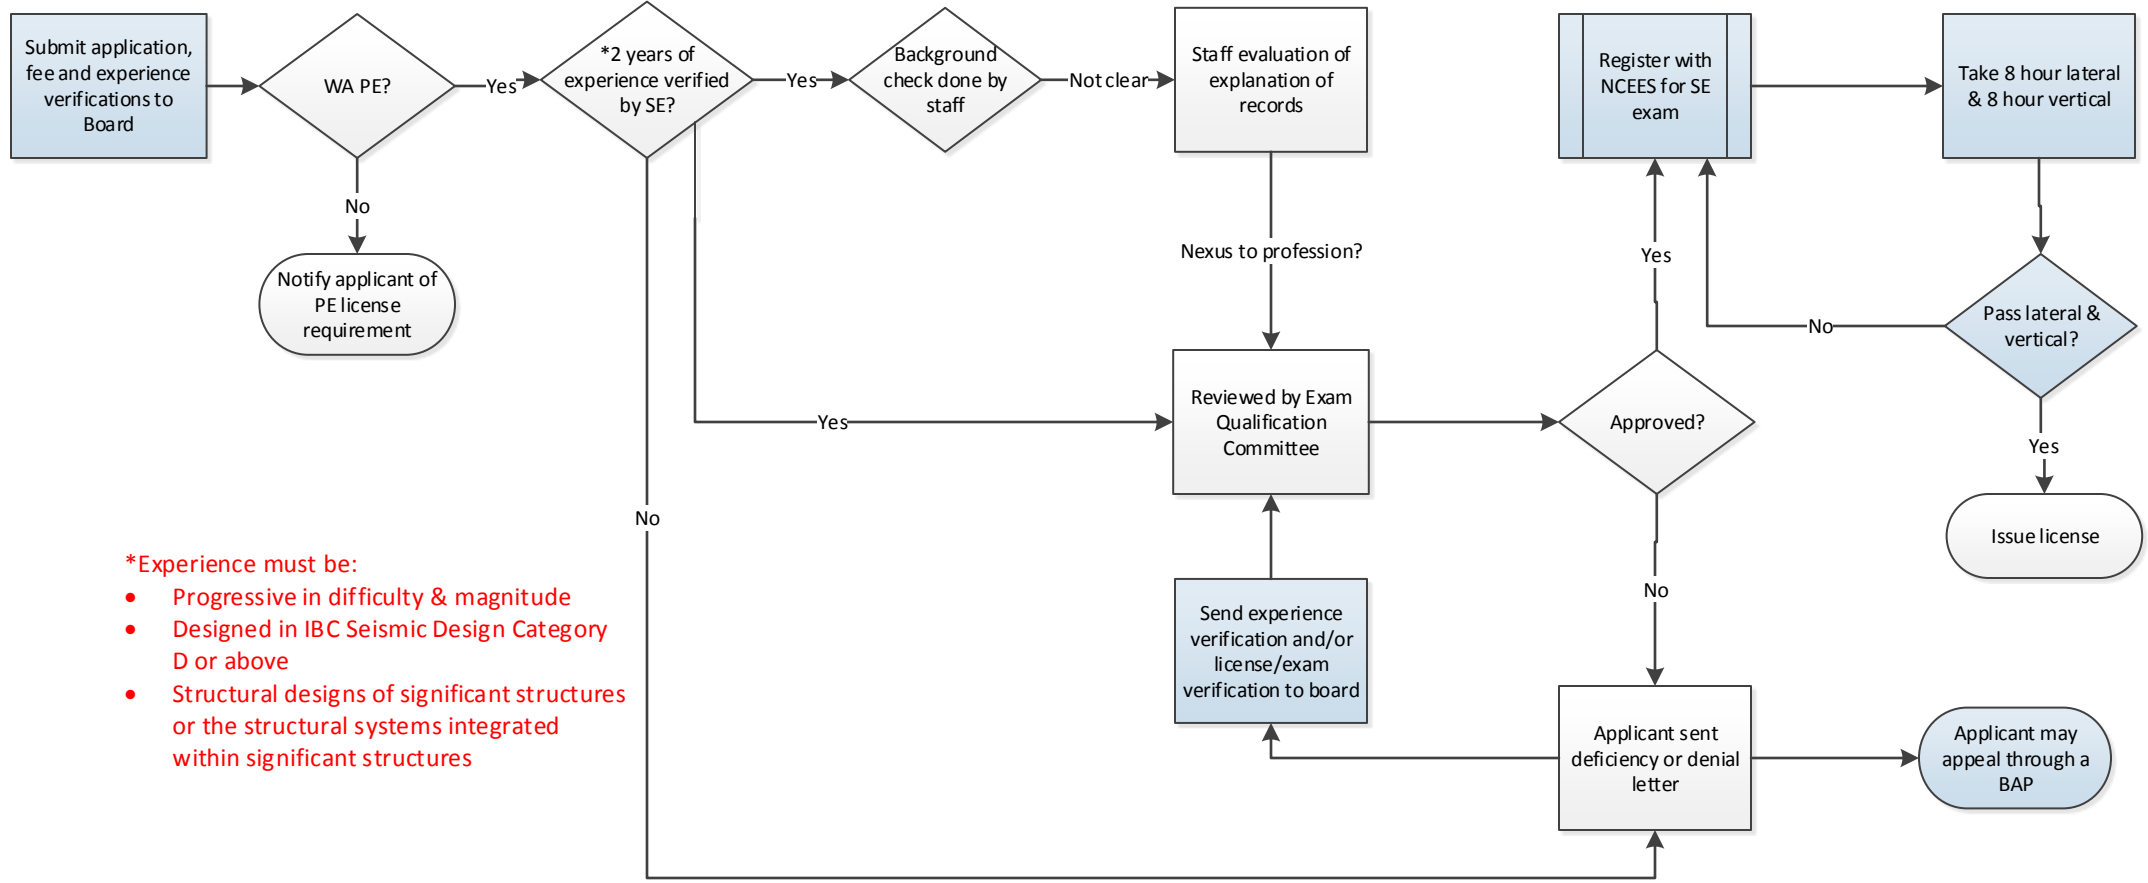 Submit application,
fee and experience
verifications to
Board
WA PE?
Yes
No
Notify applicant of
PE license
requirement
*2 years of
experience verified
by SE?
Yes
Background
check done by
staff
Not clear
Staff evaluation of
explanation of
records
Nexus to profession?
Yes
No
Reviewed by Exam
Qualification
Committee
Approved?
Yes
No
Register with
NCEES for SE
exam
Take 8 hour lateral
& 8 hour vertical
Pass lateral &
vertical?
No
Yes
Issue license
Send experience
verification and/or
license/exam
verification to board
Applicant sent
deficiency or denial
letter
Applicant may
appeal through a
BAP
*Experience must be:
• Progressive in difficulty & magnitude
• Designed in IBC Seismic Design Category
D or above
• Structural designs of significant structures
or the structural systems integrated
within significant structures